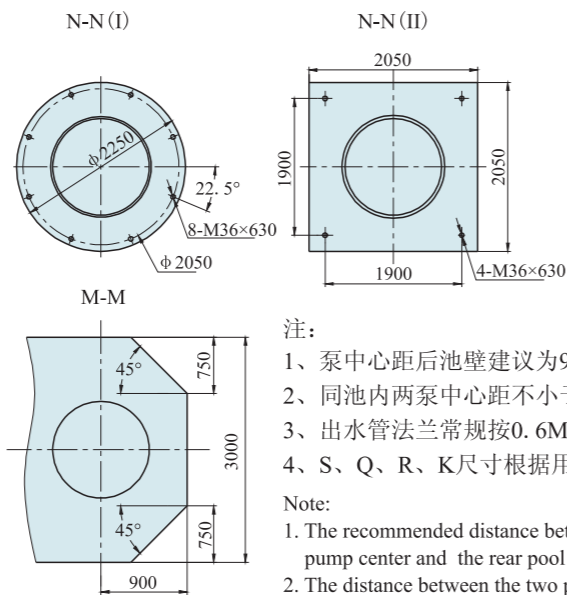 N-N(I)
N-N(II)
ф2250
22.5°
8-M36×630
ф2050
2050
1900
2050
1900
4-M36×630
M-M
45°
750
3000
45°
750
900
注：
1、泵中心距后池壁建议为9
2、同池内两泵中心距不小
3、出水管法兰常规按0.6M
4、S、Q、R、K尺寸根据用
Note:
1. The recommended distance bet
pump center and the rear pool
2. The distance between the two p